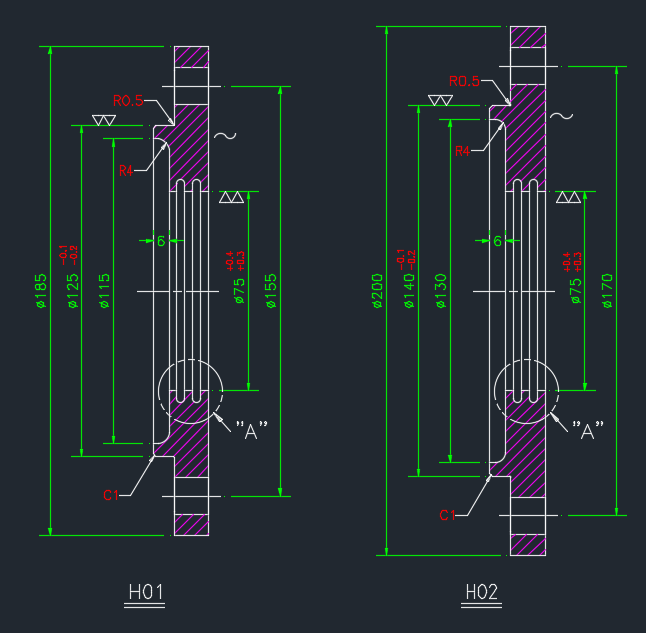 R0.5
R4
6
ø185
ø125 -0.1 -0.2
ø115
ø75 +0.4 +0.3
ø155
"A"
C1
H01
R0.5
R4
6
ø200
ø140 -0.1 -0.2
ø130
ø75 +0.4 +0.3
ø170
"A"
C1
H02